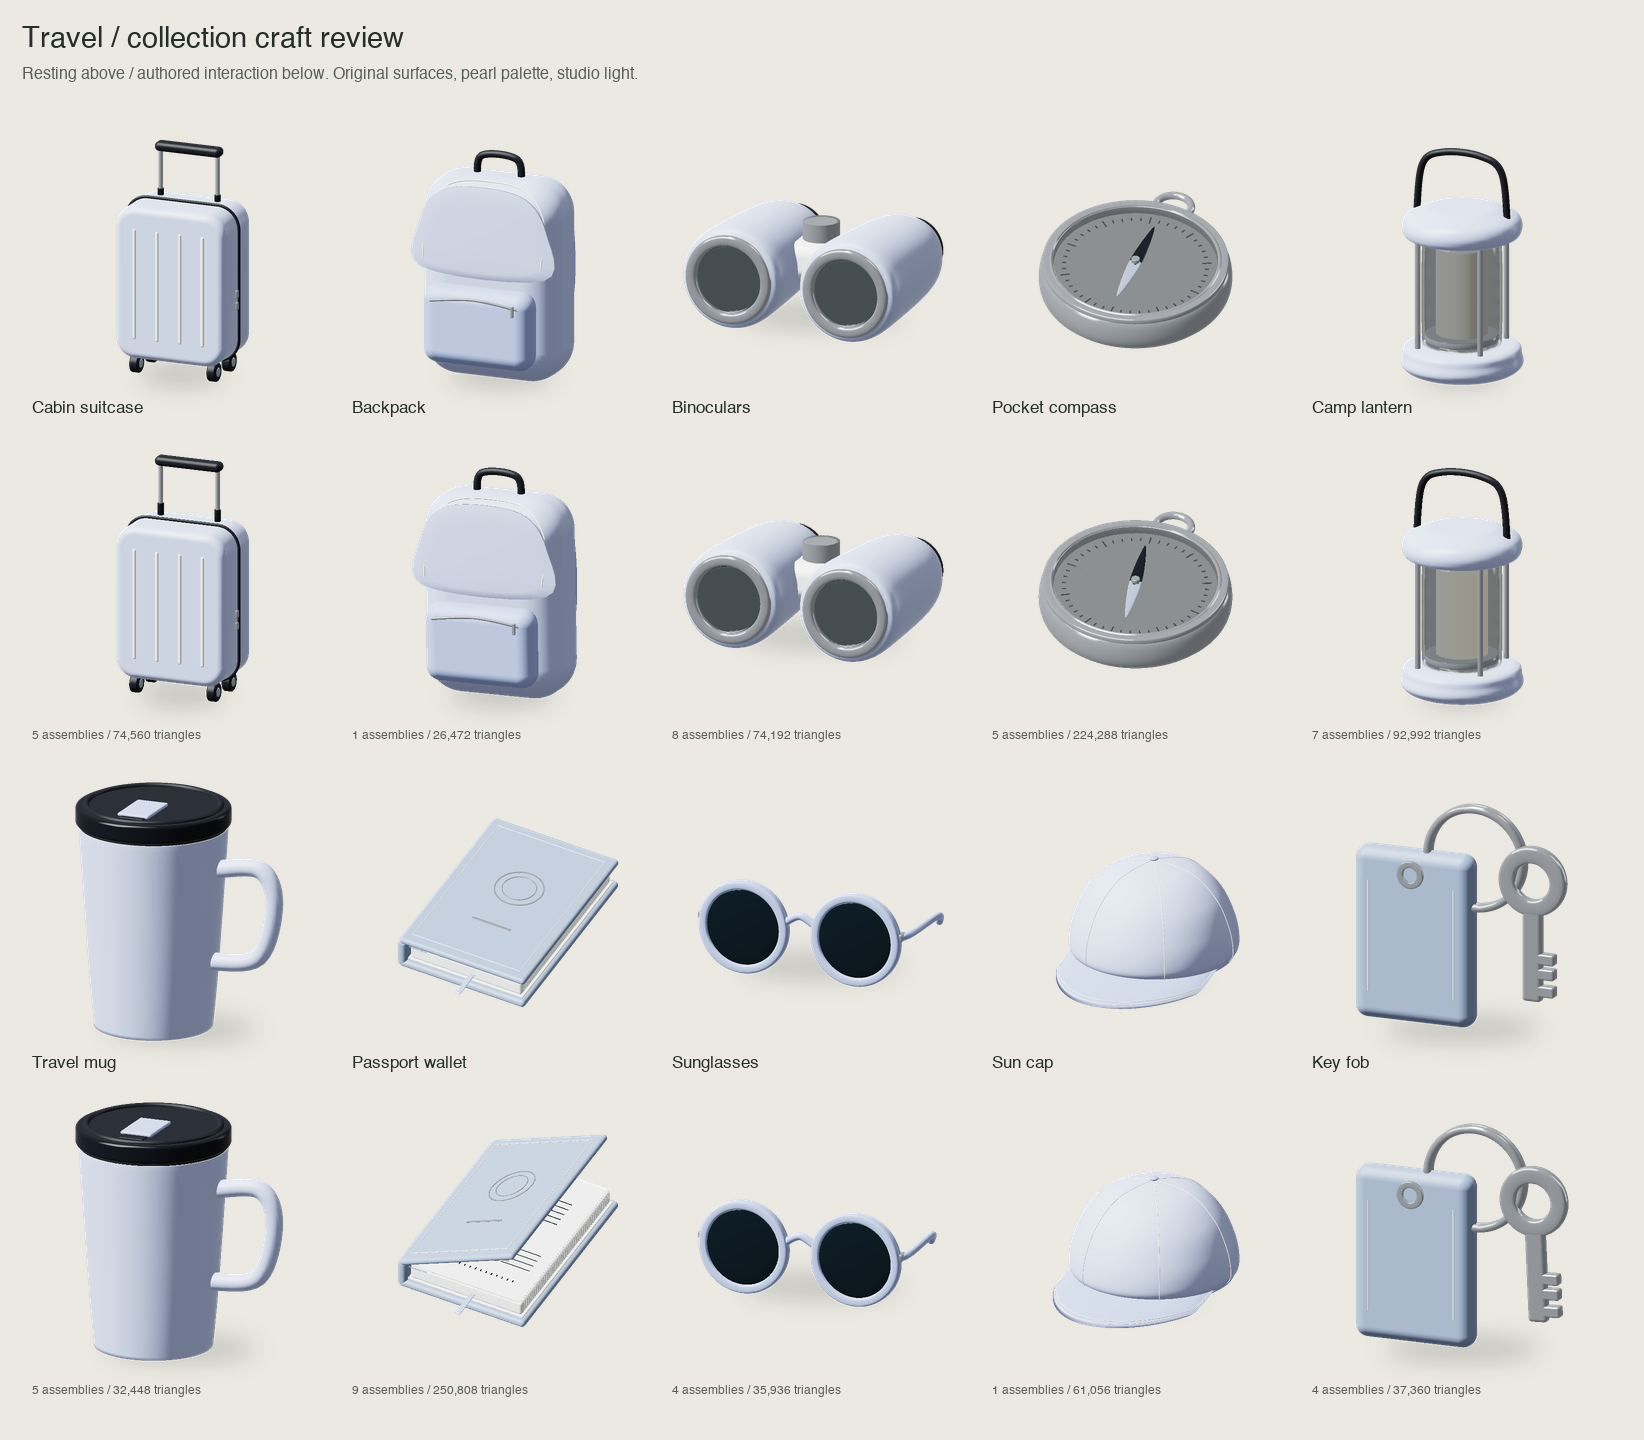 Travel / collection craft review
Resting above / authored interaction below. Original surfaces, pearl palette, studio light.
Cabin suitcase
Backpack
Binoculars
Pocket compass
Camp lantern
5 assemblies / 74,560 triangles
1 assemblies / 26,472 triangles
8 assemblies / 74,192 triangles
5 assemblies / 224,288 triangles
7 assemblies / 92,992 triangles
Travel mug
Passport wallet
Sunglasses
Sun cap
Key fob
5 assemblies / 32,448 triangles
9 assemblies / 250,808 triangles
4 assemblies / 35,936 triangles
1 assemblies / 61,056 triangles
4 assemblies / 37,360 triangles